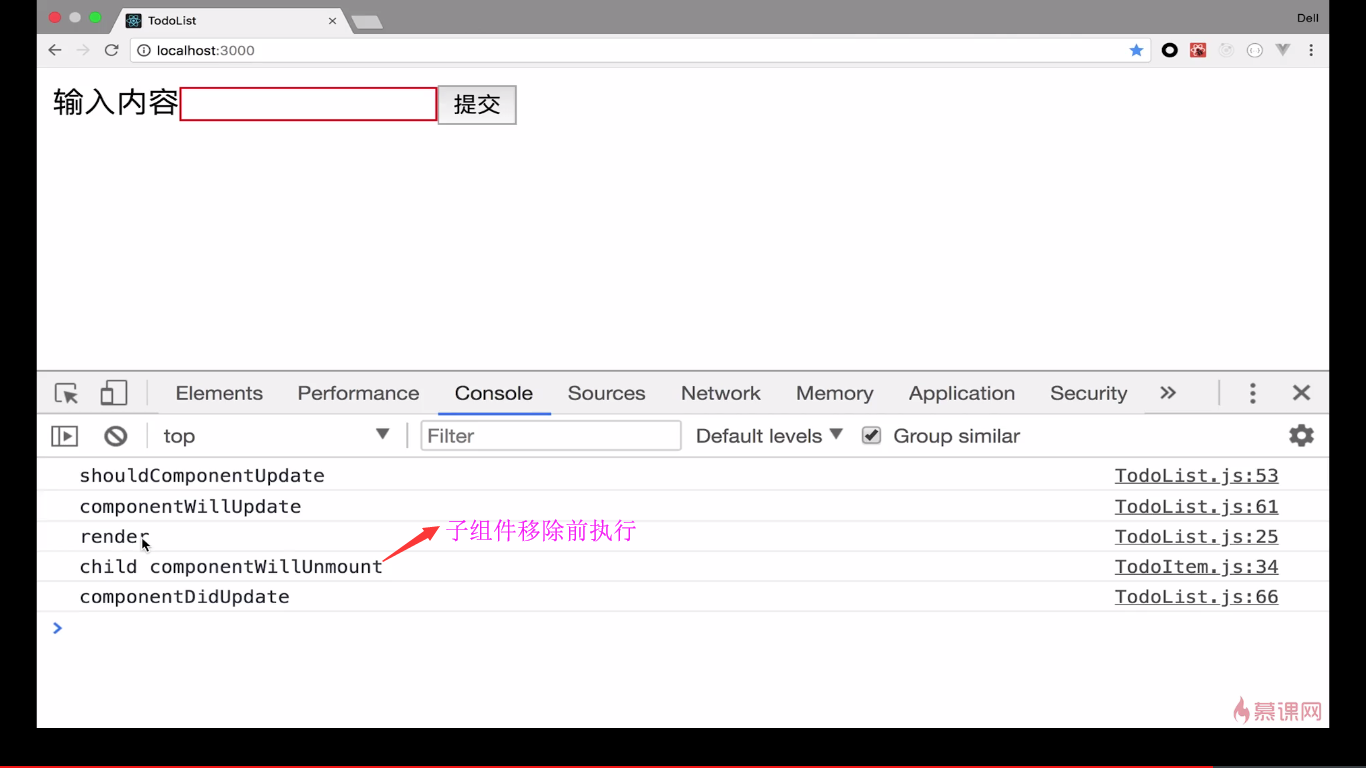 TodoList
Dell
localhost:3000
输入内容 提交
Elements Performance Console Sources Network Memory Application Security
top Filter Default levels Group similar
shouldComponentUpdate TodoList.js:53
componentWillUpdate TodoList.js:61
子组件移除前执行
render TodoList.js:25
child componentWillUnmount TodoItem.js:34
componentDidUpdate TodoList.js:66
慕课网